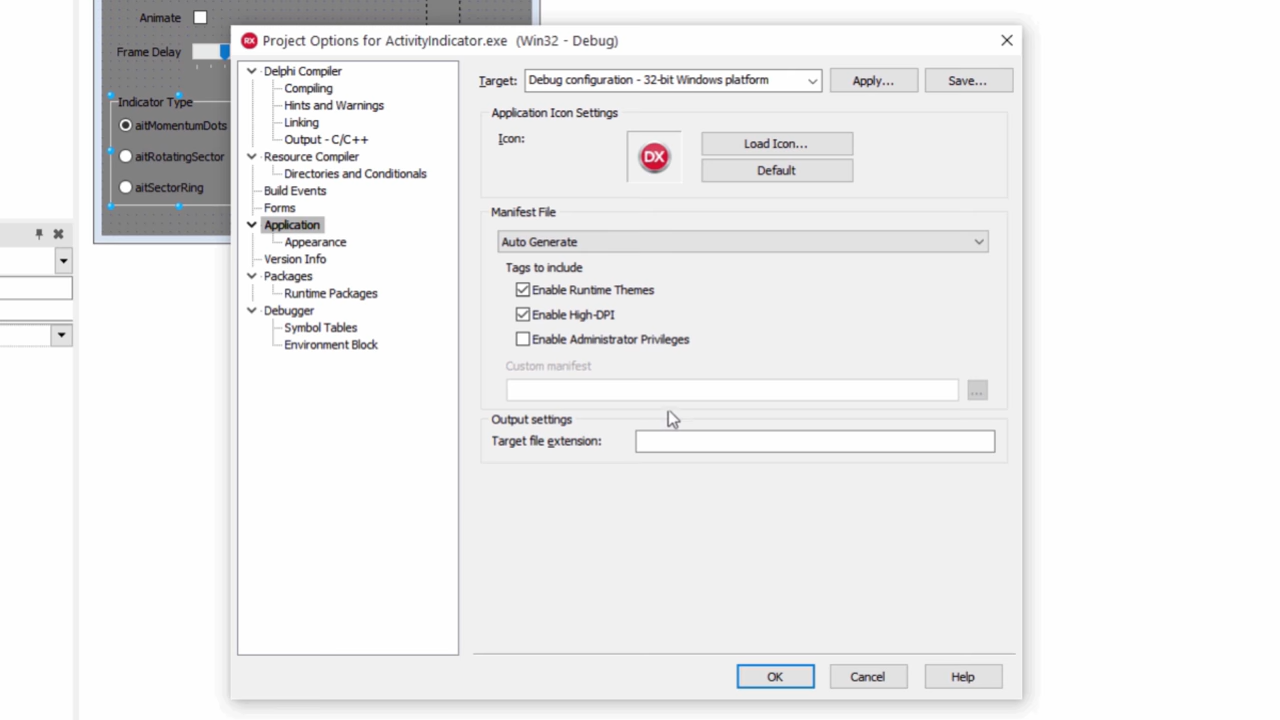 Animate
Frame Delay
Indicator Type
aitMomentumDots
aitRotatingSector
aitSectorRing
RX Project Options for ActivityIndicator.exe (Win32 - Debug)
Delphi Compiler
Compiling
Hints and Warnings
Linking
Output - C/C++
Resource Compiler
Directories and Conditionals
Build Events
Forms
Application
Appearance
Version Info
Packages
Runtime Packages
Debugger
Symbol Tables
Environment Block
Target: Debug configuration - 32-bit Windows platform Apply... Save...
Application Icon Settings
Icon:
DX
Load Icon...
Default
Manifest File
Auto Generate
Tags to include
Enable Runtime Themes
Enable High-DPI
Enable Administrator Privileges
Custom manifest
...
Output settings
Target file extension:
OK Cancel Help